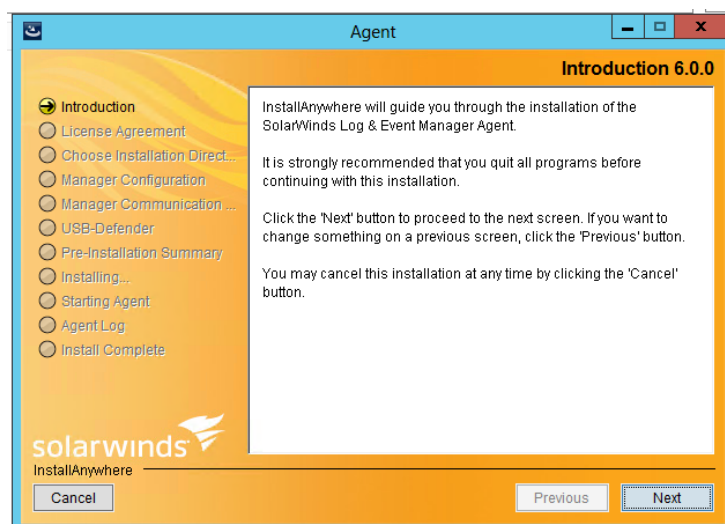 Agent
Introduction 6.0.0
Introduction
License Agreement
Choose Installation Direct...
Manager Configuration
Manager Communication ...
USB-Defender
Pre-Installation Summary
Installing...
Starting Agent
Agent Log
Install Complete
InstallAnywhere will guide you through the installation of the
SolarWinds Log & Event Manager Agent.
It is strongly recommended that you quit all programs before
continuing with this installation.
Click the 'Next' button to proceed to the next screen. If you want to
change something on a previous screen, click the 'Previous' button.
You may cancel this installation at any time by clicking the 'Cancel'
button.
solarwinds
InstallAnywhere
Cancel
Previous
Next